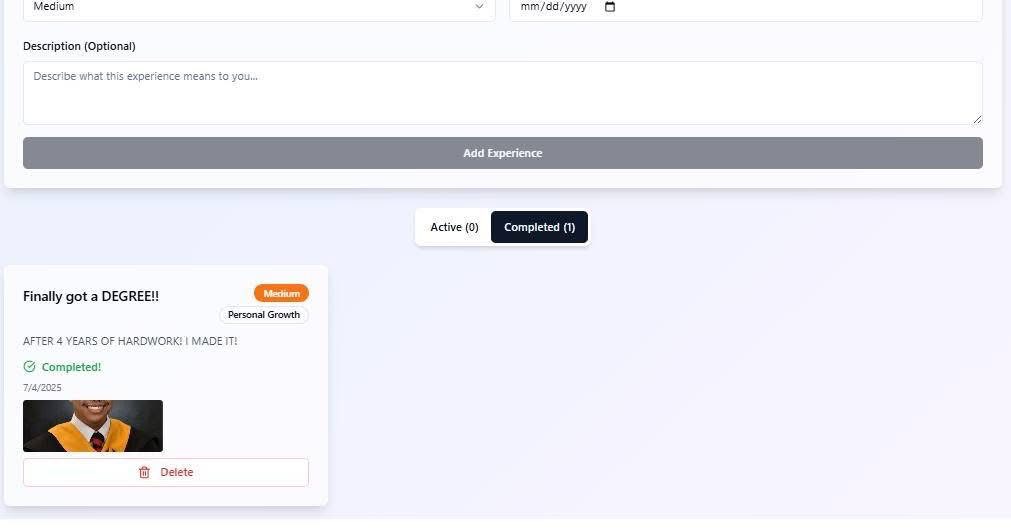 Medium
mm/dd/yyyy
Description (Optional)
Describe what this experience means to you...
Add Experience
Active (0)
Completed (1)
Finally got a DEGREE!!
Medium
Personal Growth
AFTER 4 YEARS OF HARDWORK! I MADE IT!
Completed!
7/4/2025
Delete